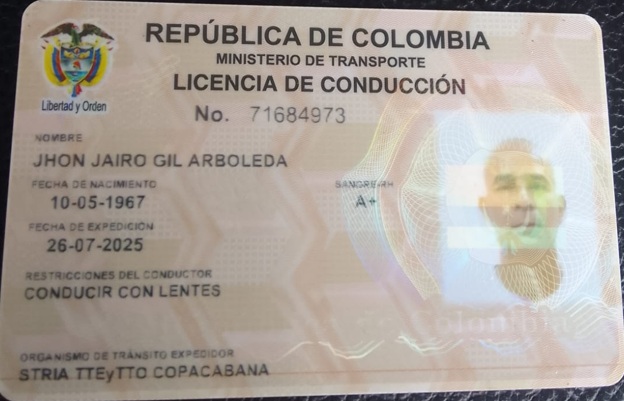 REPÚBLICA DE COLOMBIA
MINISTERIO DE TRANSPORTE
LICENCIA DE CONDUCCIÓN
Libertad y Orden
No. 71684973
NOMBRE
JHON JAIRO GIL ARBOLEDA
FECHA DE NACIMIENTO
10-05-1967
SANGRE-RH
A+
FECHA DE EXPEDICIÓN
26-07-2025
RESTRICCIONES DEL CONDUCTOR
CONDUCIR CON LENTES
Colombia
ORGANISMO DE TRÁNSITO EXPEDIDOR
STRIA TTEyTTO COPACABANA